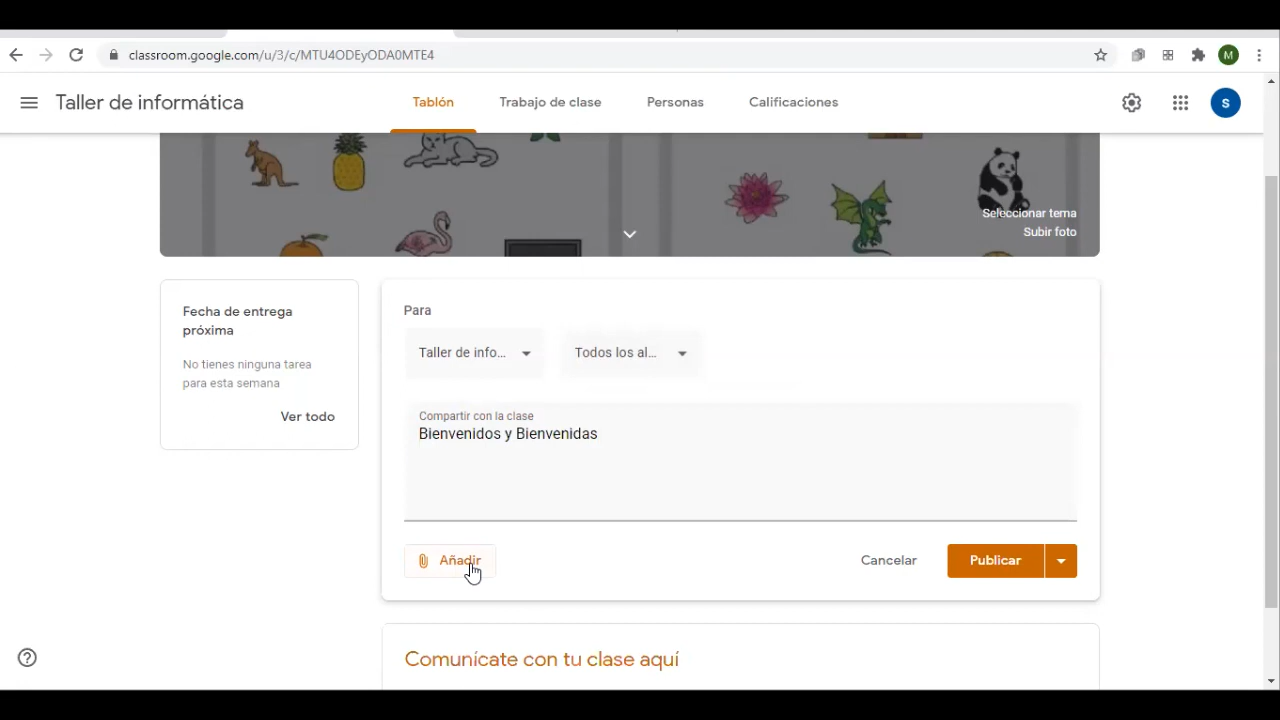 classroom.google.com/u/3/c/MTU4ODEyODA0MTE4
M
Taller de informática
Tablón
Trabajo de clase
Personas
Calificaciones
S
Seleccionar tema
Subir foto
Fecha de entrega
próxima
No tienes ninguna tarea
para esta semana
Ver todo
Para
Taller de info...
Todos los al...
Compartir con la clase
Bienvenidos y Bienvenidas
Añadir
Cancelar
Publicar
Comunícate con tu clase aquí